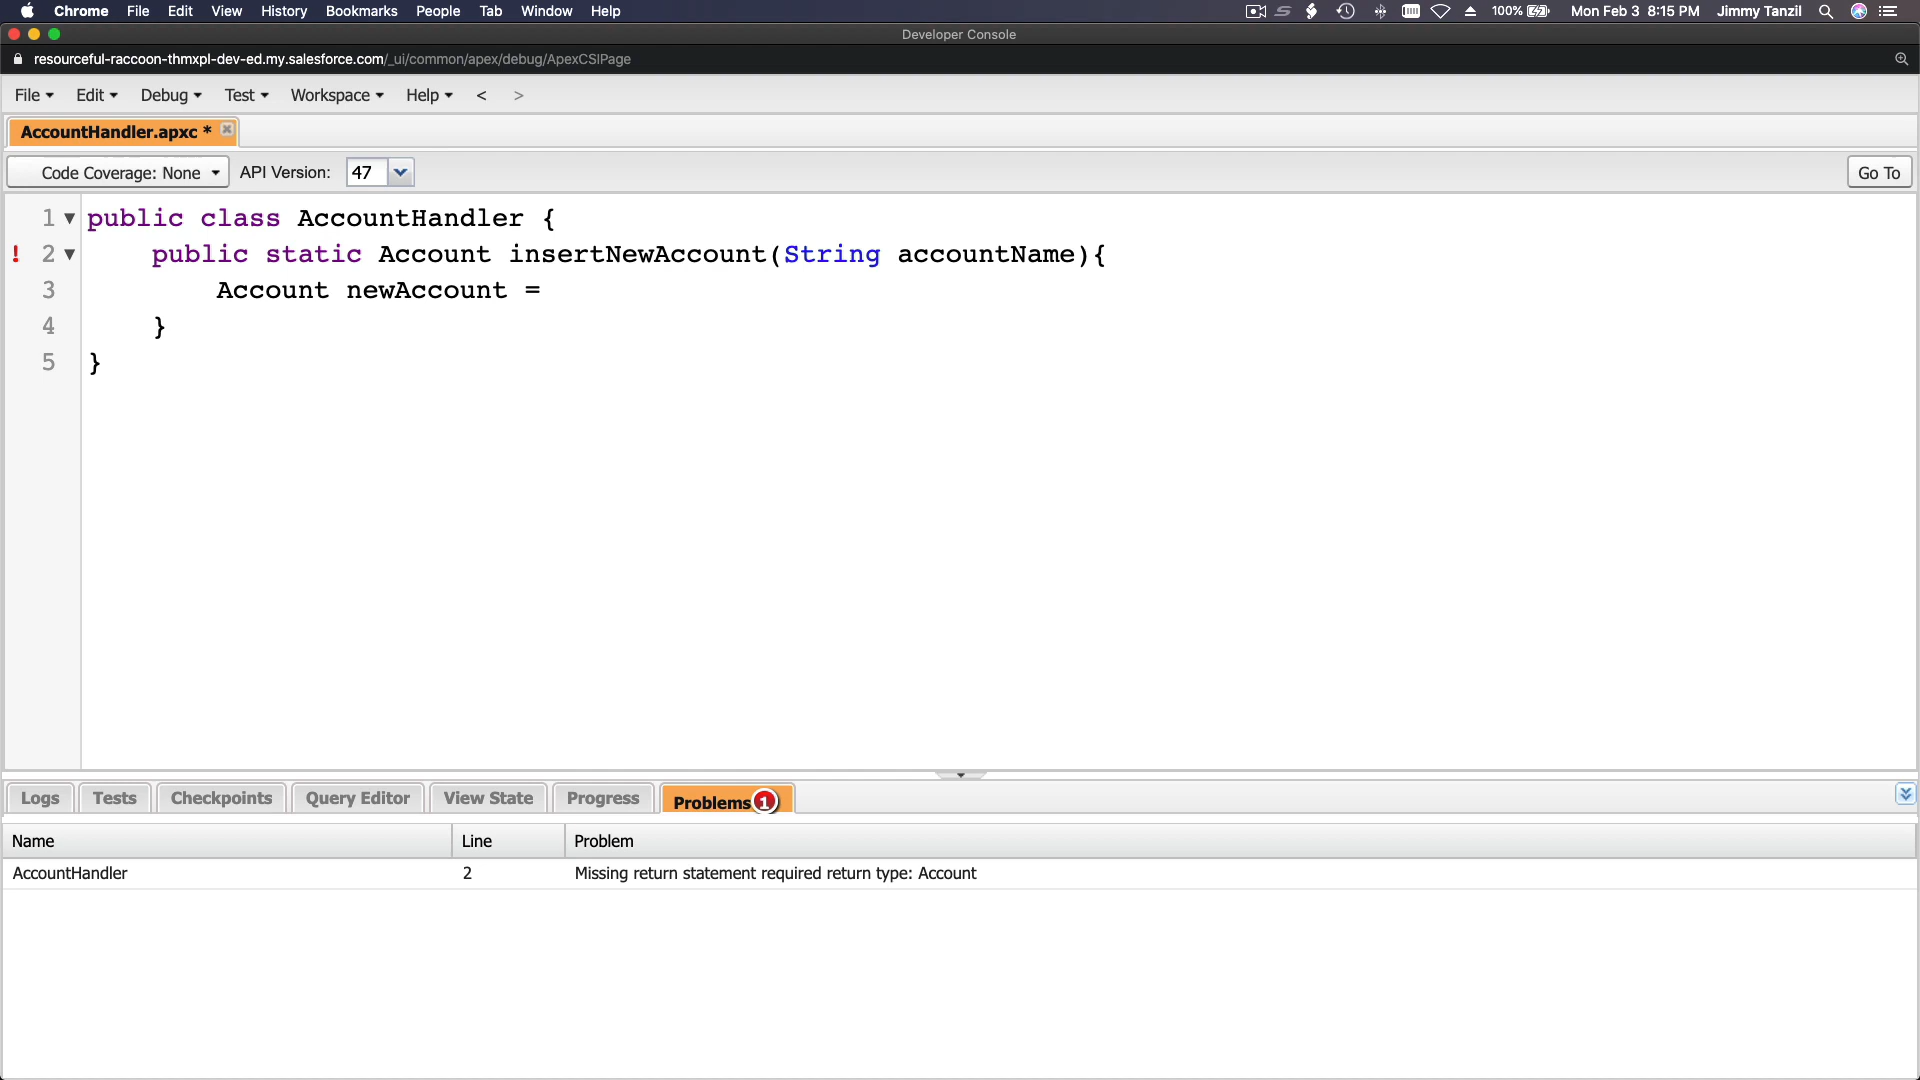 Chrome File Edit View History Bookmarks People Tab Window Help 100% Mon Feb 3 8:15 PM Jimmy Tanzil
Developer Console
resourceful-raccoon-thmxpl-dev-ed.my.salesforce.com/_ui/common/apex/debug/ApexCSIPage
File Edit Debug Test Workspace Help < >
AccountHandler.apxc *
Code Coverage: None API Version: 47 Go To
1 public class AccountHandler {
! 2 public static Account insertNewAccount(String accountName){
3 Account newAccount =
4 }
5 }
Logs Tests Checkpoints Query Editor View State Progress Problems 1
Name Line Problem
AccountHandler 2 Missing return statement required return type: Account